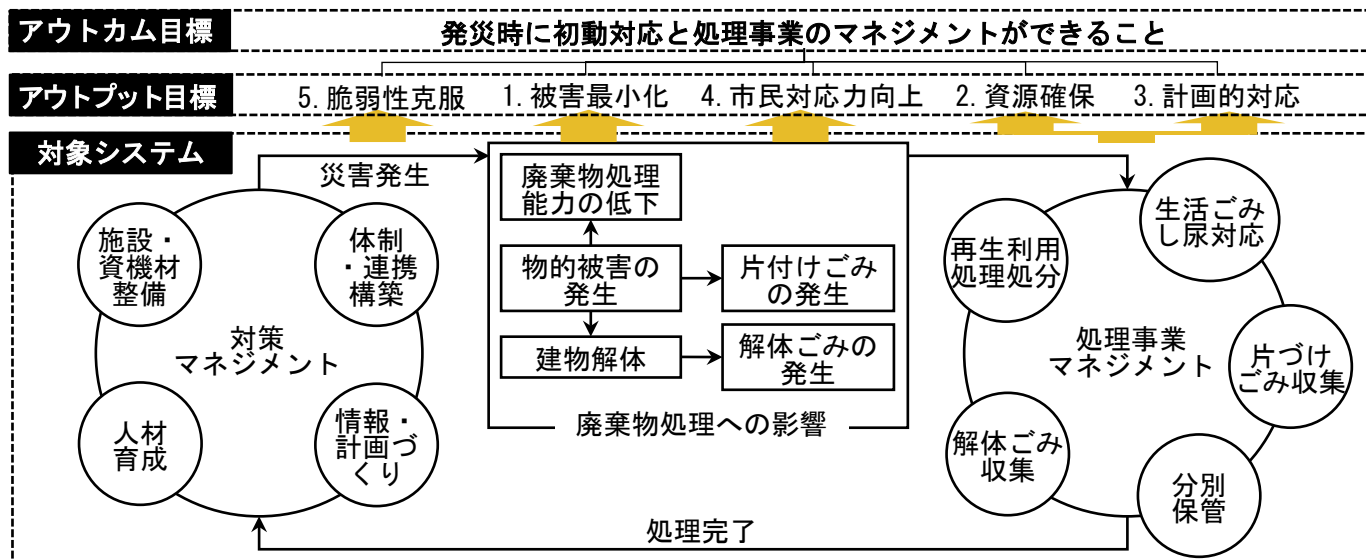 アウトカム目標
発災時に初動対応と処理事業のマネジメントができること
アウトプット目標
5. 脆弱性克服
1. 被害最小化
4. 市民対応力向上
2. 資源確保
3. 計画的対応
対象システム
災害発生
施設・
資機材
整備
体制
・連携
構築
対策
マネジメント
人材
育成
情報・
計画づ
くり
廃棄物処理
能力の低下
物的被害の
発生
片付けごみ
の発生
建物解体
解体ごみの
発生
廃棄物処理への影響
生活ごみ
し尿対応
再生利用
処理処分
処理事業
マネジメント
片づけ
ごみ収集
解体ごみ
収集
分別
保管
処理完了